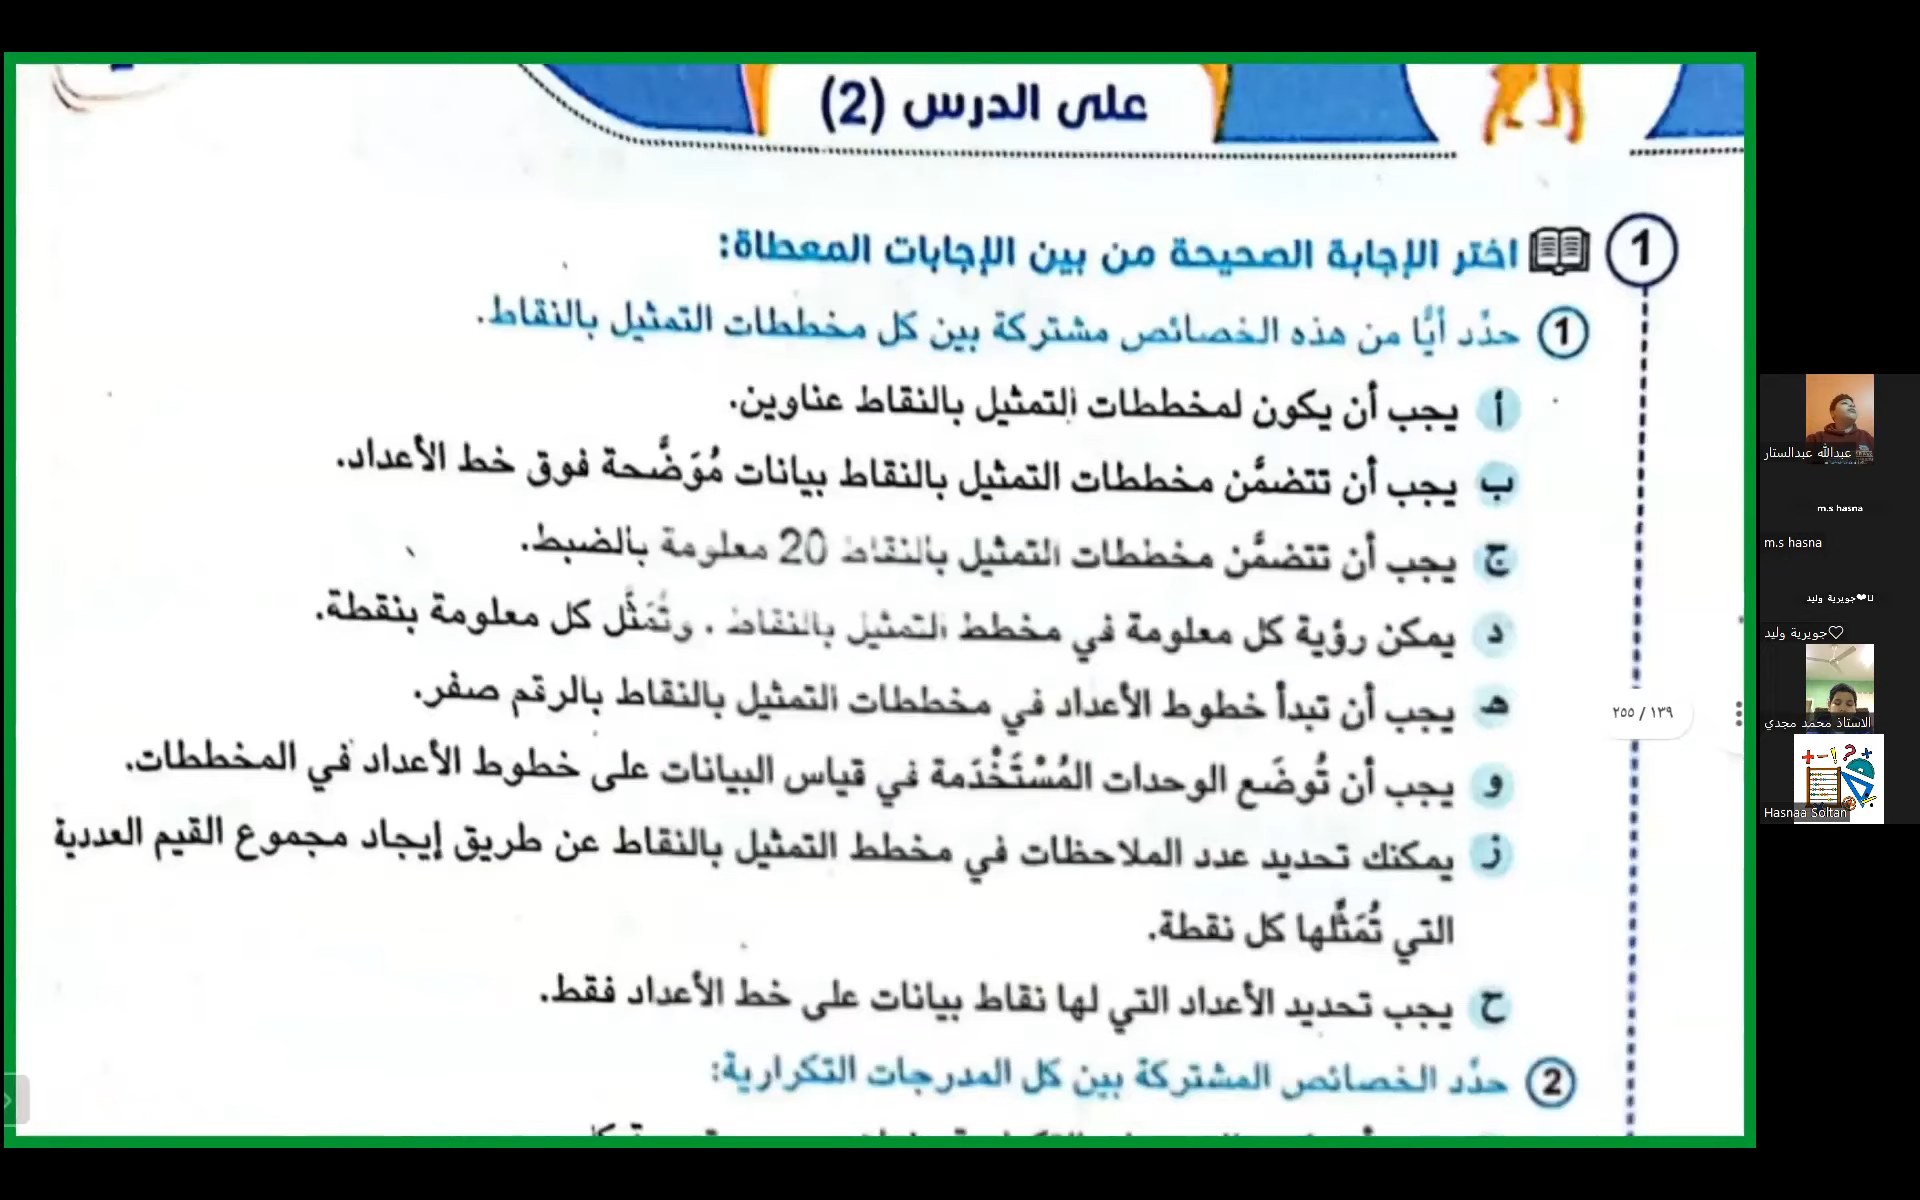 على الدرس (2)
1 اختر الإجابة الصحيحة من بين الإجابات المعطاة:
1 حدِّد أيًّا من هذه الخصائص مشتركة بين كل مخططات التمثيل بالنقاط.
أ يجب أن يكون لمخططات التمثيل بالنقاط عناوين.
ب يجب أن تتضمَّن مخططات التمثيل بالنقاط بيانات مُوَضَّحة فوق خط الأعداد.
ج يجب أن تتضمَّن مخططات التمثيل بالنقاط 20 معلومة بالضبط.
د يمكن رؤية كل معلومة في مخطط التمثيل بالنقاط ، وتُمَثَّل كل معلومة بنقطة.
هـ يجب أن تبدأ خطوط الأعداد في مخططات التمثيل بالنقاط بالرقم صفر.
و يجب أن تُوضَع الوحدات المُسْتَخْدَمة في قياس البيانات على خطوط الأعداد في المخططات.
ز يمكنك تحديد عدد الملاحظات في مخطط التمثيل بالنقاط عن طريق إيجاد مجموع القيم العددية
التي تُمَثِّلها كل نقطة.
ح يجب تحديد الأعداد التي لها نقاط بيانات على خط الأعداد فقط.
2 حدِّد الخصائص المشتركة بين كل المدرجات التكرارية:
١٣٩ / ٢٥٥
عبدالله عبدالستار
m.s hasna
m.s hasna
جويرية وليد❤U
جويرية وليد♡
الاستاذ محمد مجدي
Hasnaa Soltan